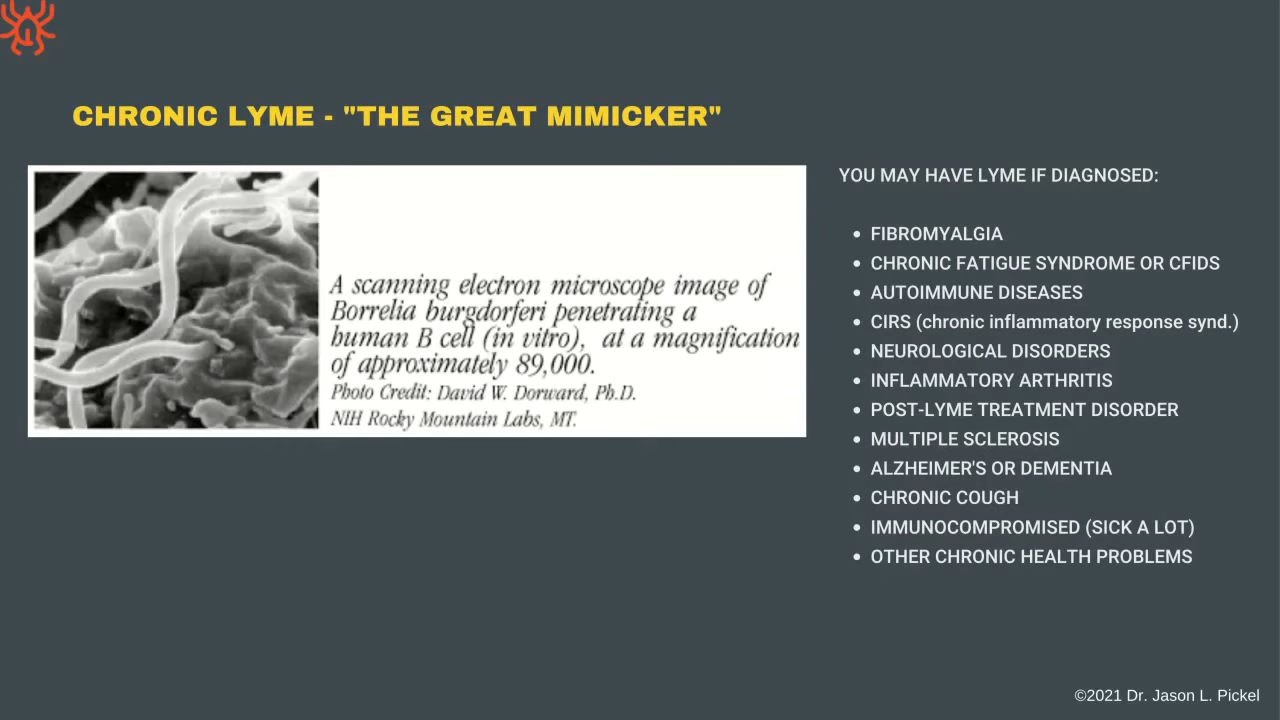 CHRONIC LYME - "THE GREAT MIMICKER"
A scanning electron microscope image of
Borrelia burgdorferi penetrating a
human B cell (in vitro), at a magnification
of approximately 89,000.
Photo Credit: David W. Dorward, Ph.D.
NIH Rocky Mountain Labs, MT.
YOU MAY HAVE LYME IF DIAGNOSED:
• FIBROMYALGIA
• CHRONIC FATIGUE SYNDROME OR CFIDS
• AUTOIMMUNE DISEASES
• CIRS (chronic inflammatory response synd.)
• NEUROLOGICAL DISORDERS
• INFLAMMATORY ARTHRITIS
• POST-LYME TREATMENT DISORDER
• MULTIPLE SCLEROSIS
• ALZHEIMER'S OR DEMENTIA
• CHRONIC COUGH
• IMMUNOCOMPROMISED (SICK A LOT)
• OTHER CHRONIC HEALTH PROBLEMS
©2021 Dr. Jason L. Pickel